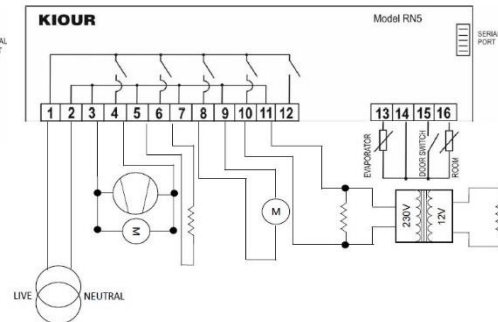 KIOUR
Model RN5
SERIAL
PORT
AL
T
1 2 3 4 5 6 7 8 9 10 11 12
13 14 15 16
EVAPORATOR
DOOR SWITCH
ROOM
M
M
230V
12V
LIVE
NEUTRAL